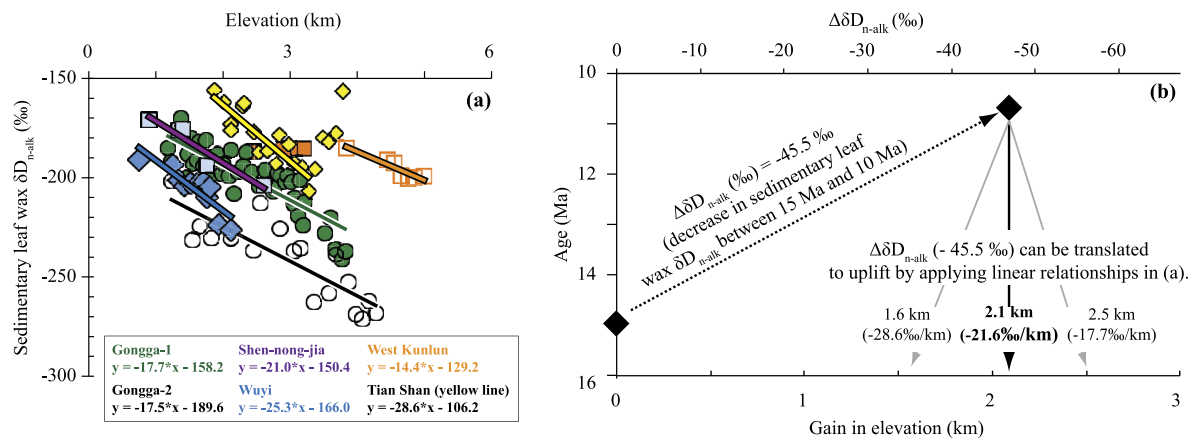 Elevation (km)
0 3 6
-150
-200
-250
-300
Sedimentary leaf wax δD n-alk (‰)
(a)
Gongga-1
y = -17.7*x - 158.2
Shen-nong-jia
y = -21.0*x - 150.4
West Kunlun
y = -14.4*x - 129.2
Gongga-2
y = -17.5*x - 189.6
Wuyi
y = -25.3*x - 166.0
Tian Shan (yellow line)
y = -28.6*x - 106.2
ΔδD n-alk (‰)
0 -10 -20 -30 -40 -50 -60
10
12
14
16
Age (Ma)
(b)
ΔδD n-alk (‰) = -45.5 ‰
(decrease in sedimentary leaf
wax δD n-alk between 15 Ma and 10 Ma)
ΔδD n-alk (- 45.5 ‰) can be translated
to uplift by applying linear relationships in (a).
1.6 km
(-28.6‰/km)
2.1 km
(-21.6‰/km)
2.5 km
(-17.7‰/km)
0 1 2 3
Gain in elevation (km)